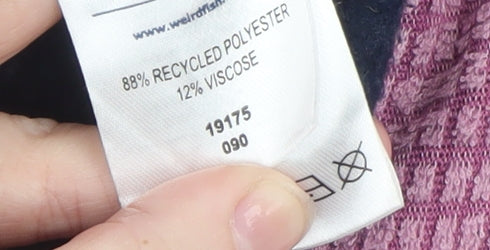 www.weirdfish.
88% RECYCLED POLYESTER
12% VISCOSE
19175
090